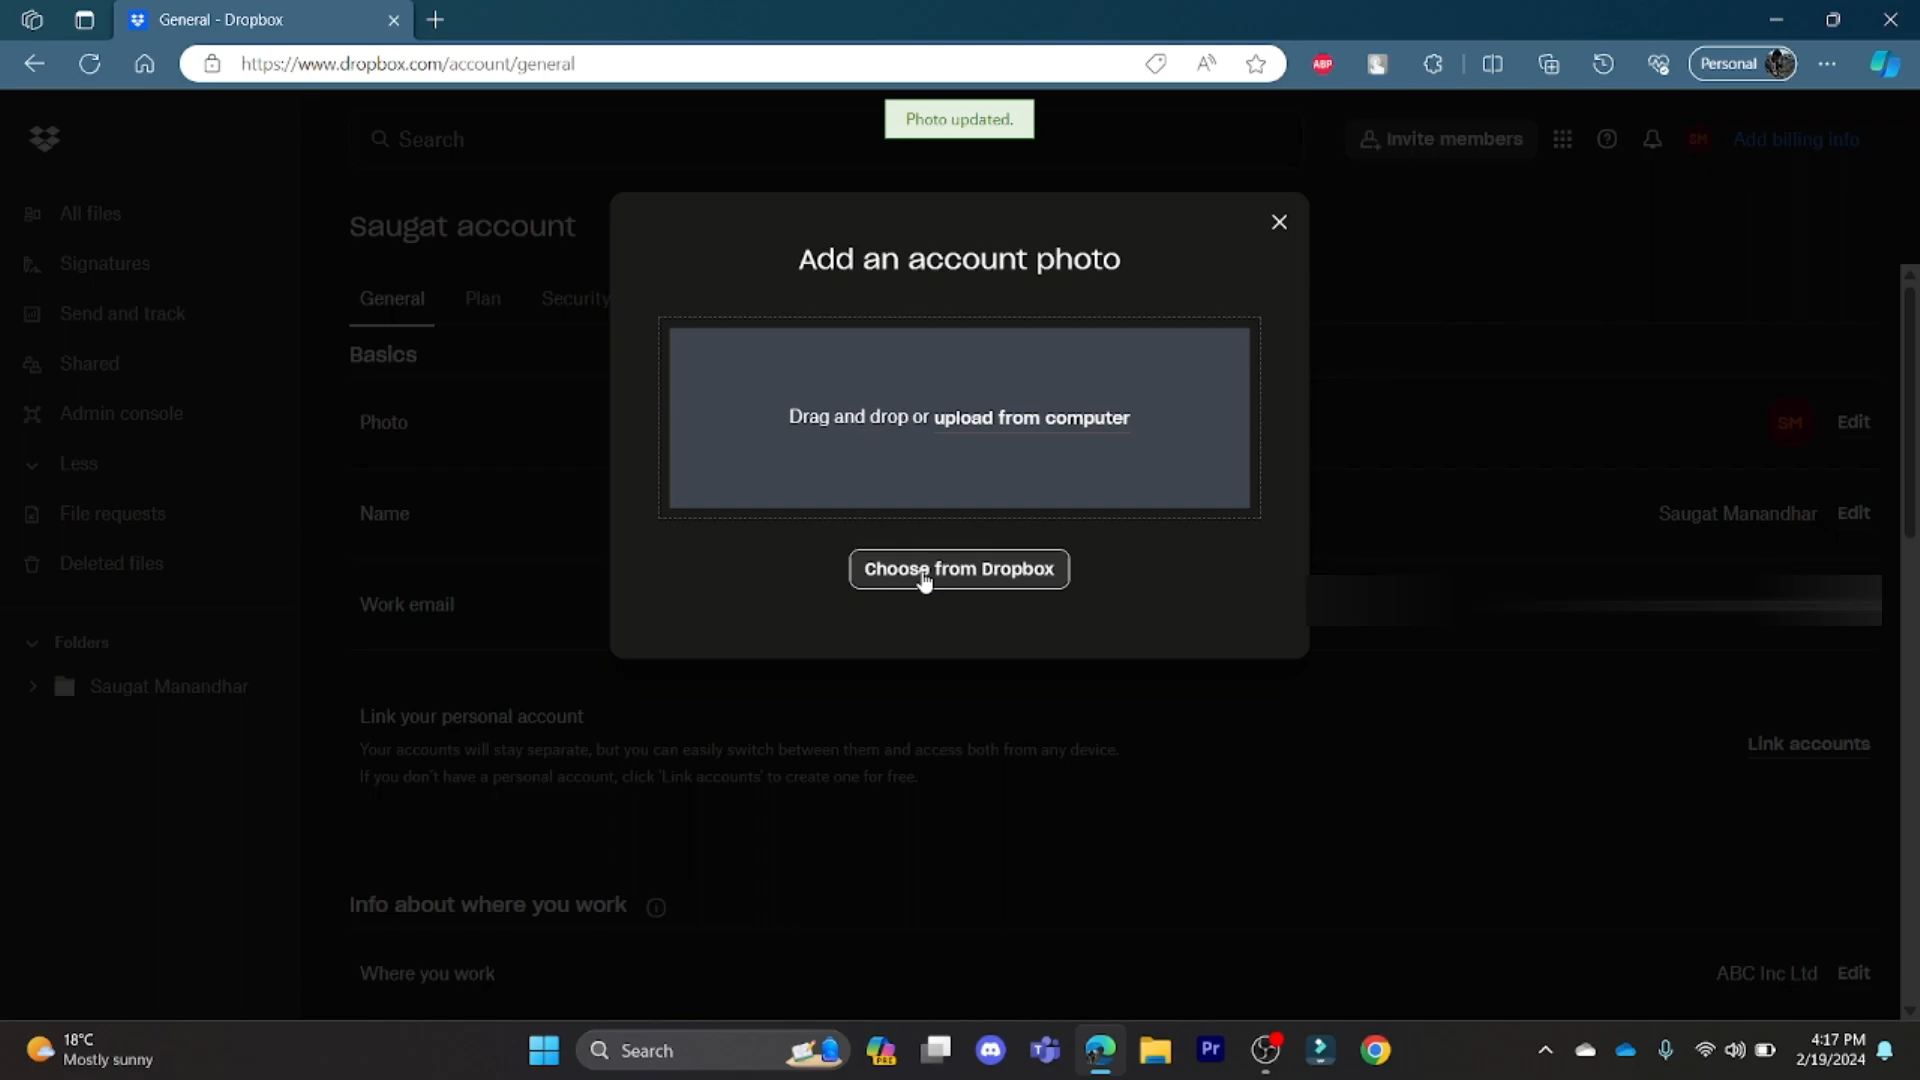 General - Dropbox
https://www.dropbox.com/account/general
ABP
Personal
Photo updated.
Search
Invite members
SM
Add billing info
All files
Signatures
Send and track
Shared
Admin console
Less
File requests
Deleted files
Folders
Saugat Manandhar
Saugat account
General Plan Security
Basics
Photo
SM
Edit
Name
Saugat Manandhar Edit
Work email
Add an account photo
Drag and drop or upload from computer
Choose from Dropbox
Link your personal account
Your accounts will stay separate, but you can easily switch between them and access both from any device.
If you don't have a personal account, click 'Link accounts' to create one for free.
Link accounts
Info about where you work
Where you work
ABC Inc Ltd Edit
18°C
Mostly sunny
Search
PRE
Pr
4:17 PM
2/19/2024